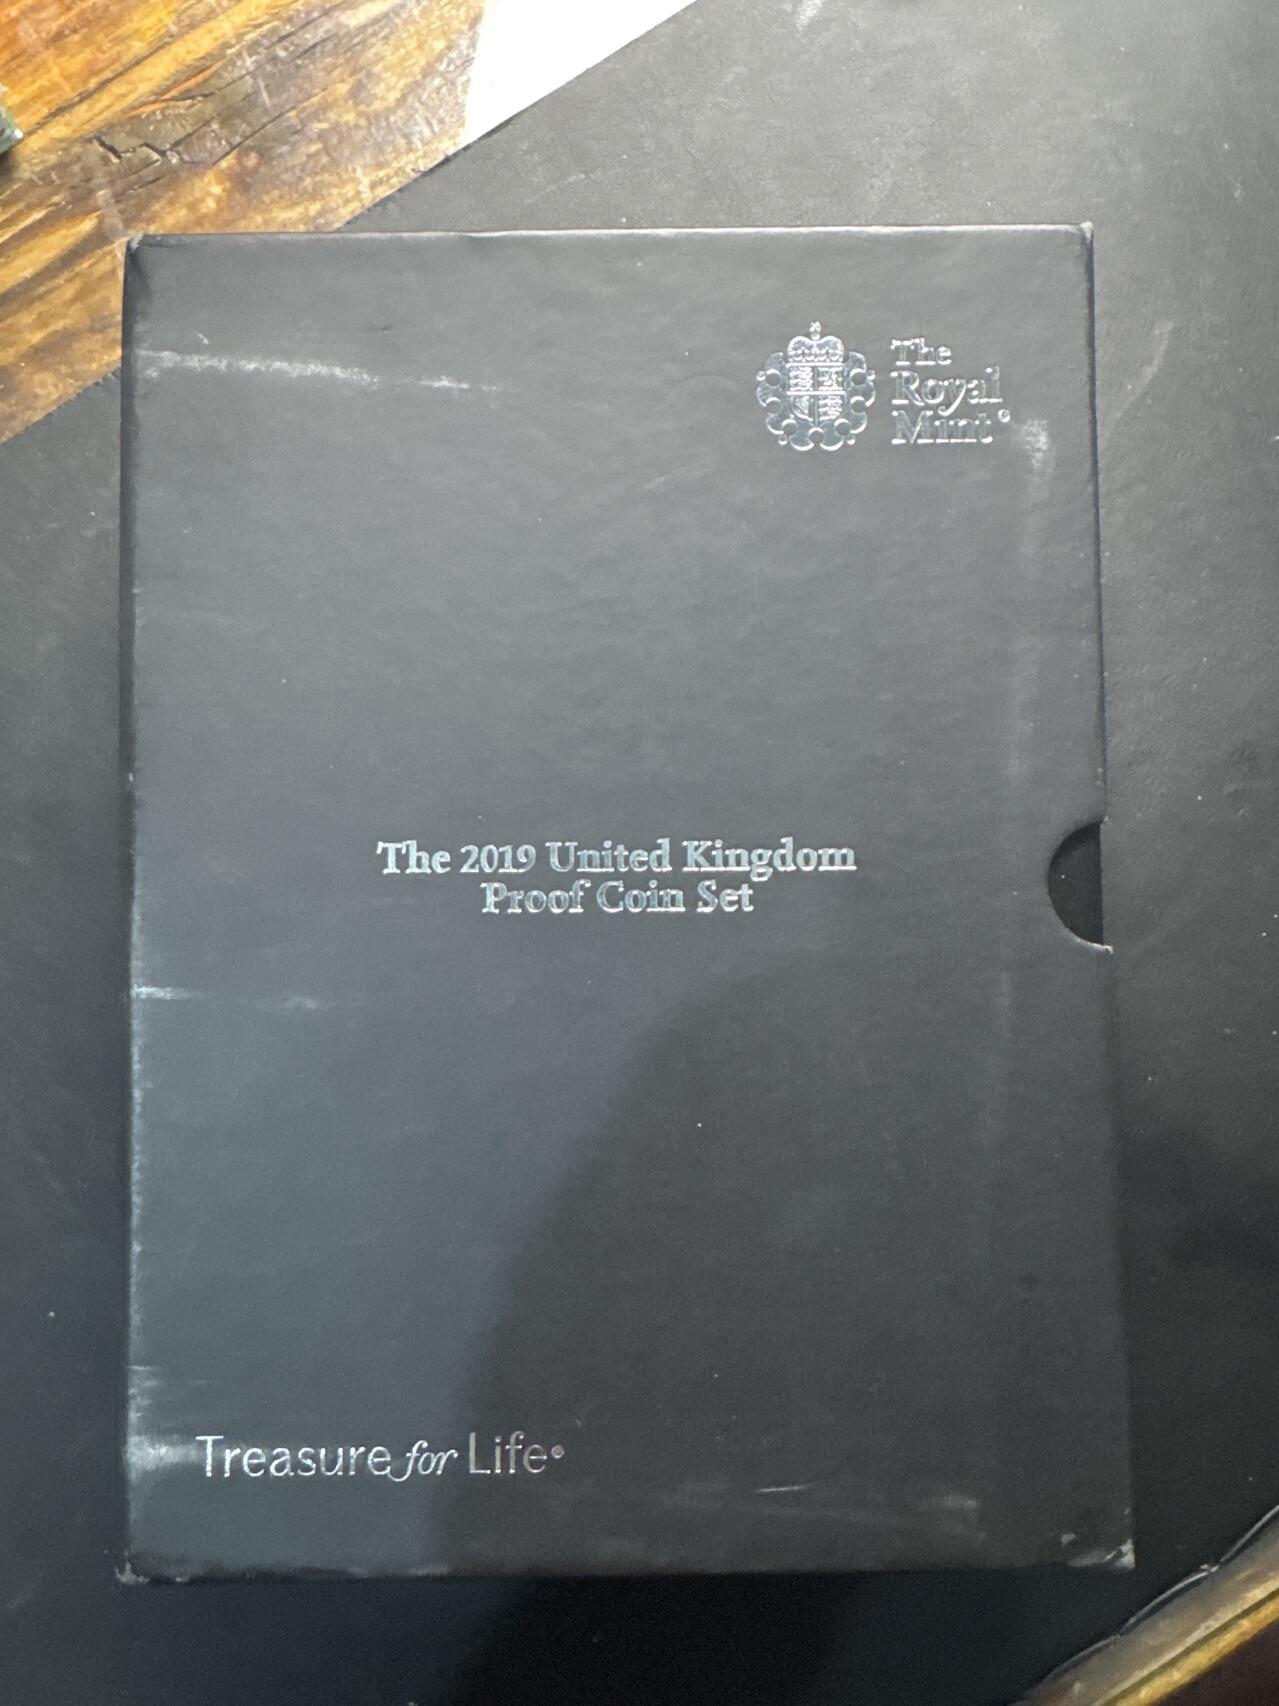 The
Royal
Mint®
The 2019 United Kingdom
Proof Coin Set
Treasure for Life®